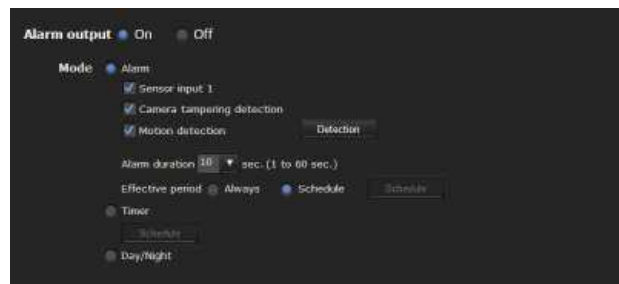 Alarm output On Off
Mode Alarm
Sensor input 1
Camera tampering detection
Motion detection Detection
Alarm duration 10 sec. (1 to 60 sec.)
Effective period Always Schedule Schedule
Timer
Schedule
Day/Night